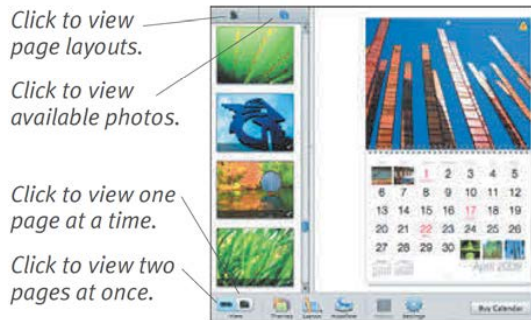 Click to view
page layouts.
Click to view
available photos.
Click to view one
page at a time.
Click to view two
pages at once.
1 2 3 4 5
6 7 8 9 10 11 12
13 14 15 16 17 18 19
20 21 22 23 24 25 26
27 28 29 30
April 2008
View
Themes
Layout
Autoflow
Settings
Buy Calendar